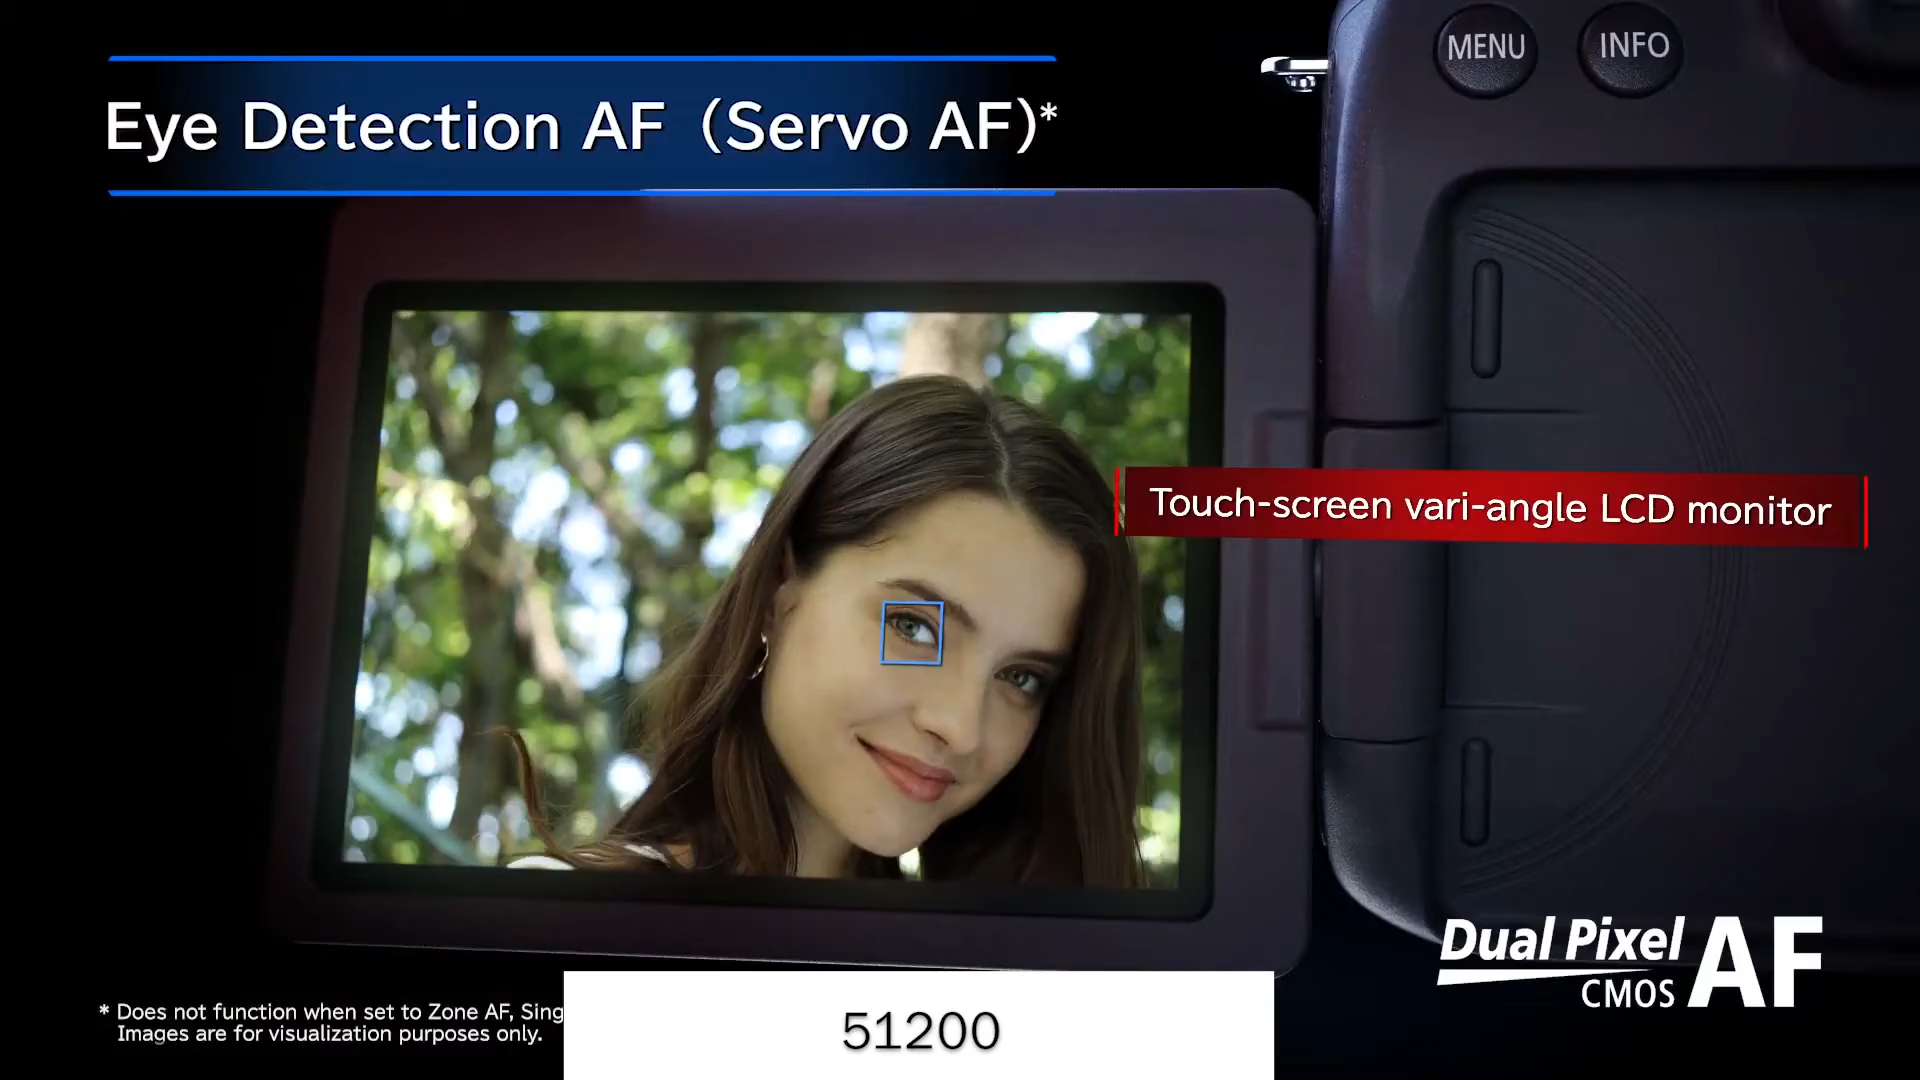 MENU INFO
Eye Detection AF (Servo AF)*
Touch-screen vari-angle LCD monitor
Dual Pixel
CMOS AF
* Does not function when set to Zone AF,
Images are for visualization purposes only.
51200